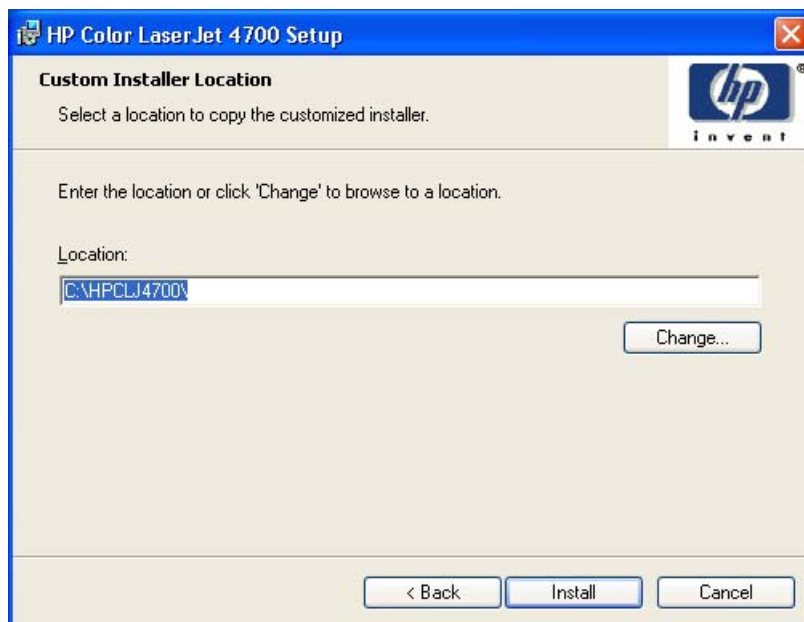 HP Color LaserJet 4700 Setup
Custom Installer Location
Select a location to copy the customized installer.
hp
®
invent
Enter the location or click 'Change' to browse to a location.
Location:
C:\HPCLJ4700\
Change...
< Back
Install
Cancel